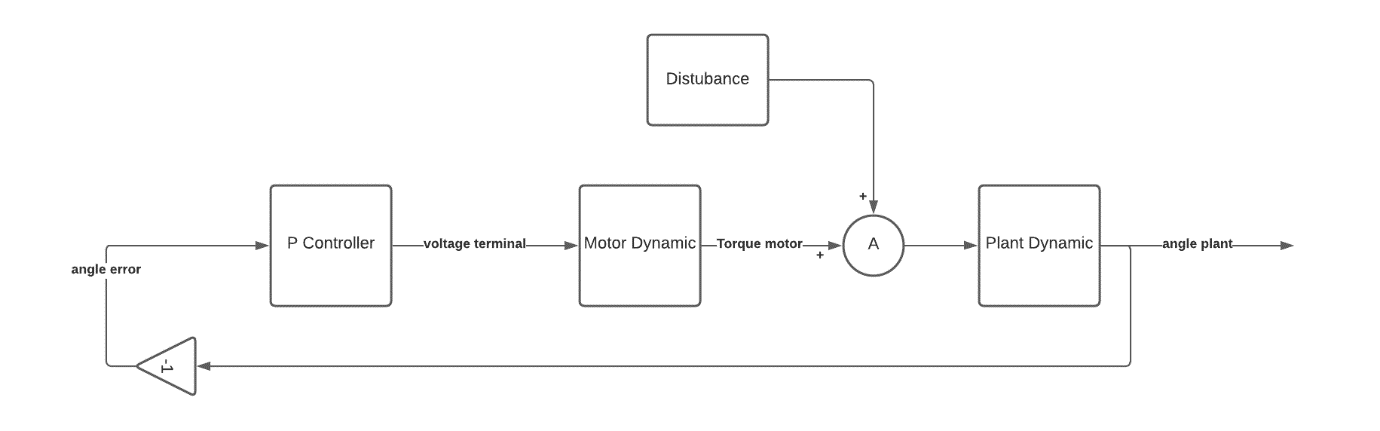 Distubance
+
P Controller
voltage terminal
Motor Dynamic
Torque motor
+
A
Plant Dynamic
angle plant
angle error
-1